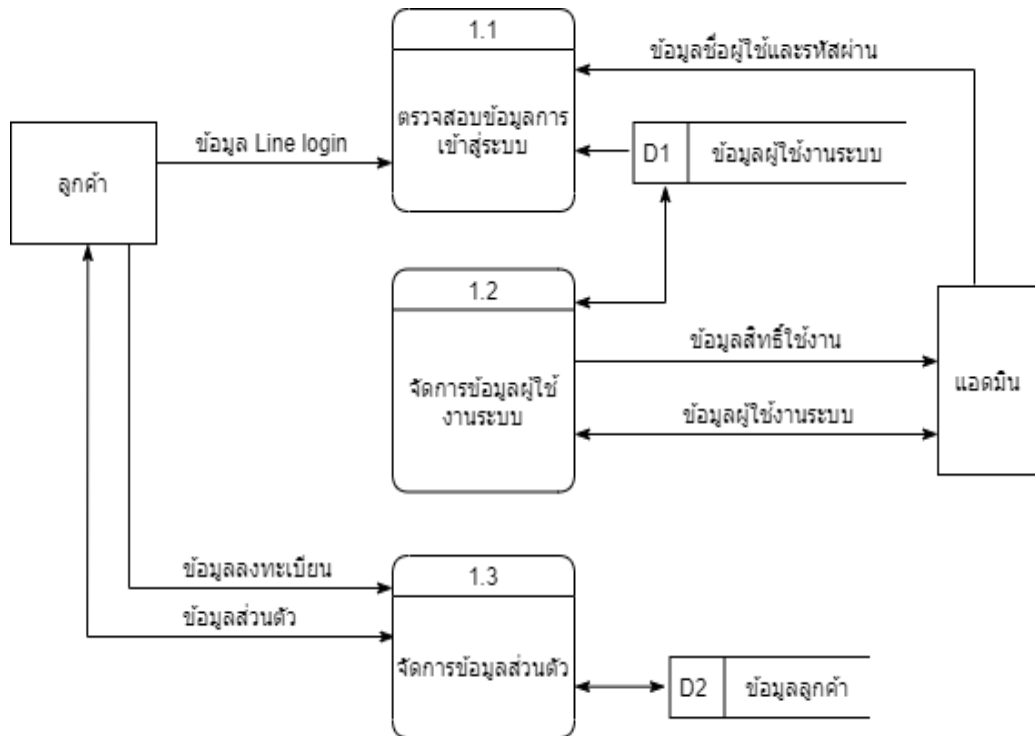 1.1
ข้อมูลชื่อผู้ใช้และรหัสผ่าน
ตรวจสอบข้อมูลการ
เข้าสู่ระบบ
ข้อมูล Line login
D1
ข้อมูลผู้ใช้งานระบบ
ลูกค้า
1.2
ข้อมูลสิทธิ์ใช้งาน
จัดการข้อมูลผู้ใช้
งานระบบ
แอดมิน
ข้อมูลผู้ใช้งานระบบ
ข้อมูลลงทะเบียน
1.3
ข้อมูลส่วนตัว
จัดการข้อมูลส่วนตัว
D2
ข้อมูลลูกค้า